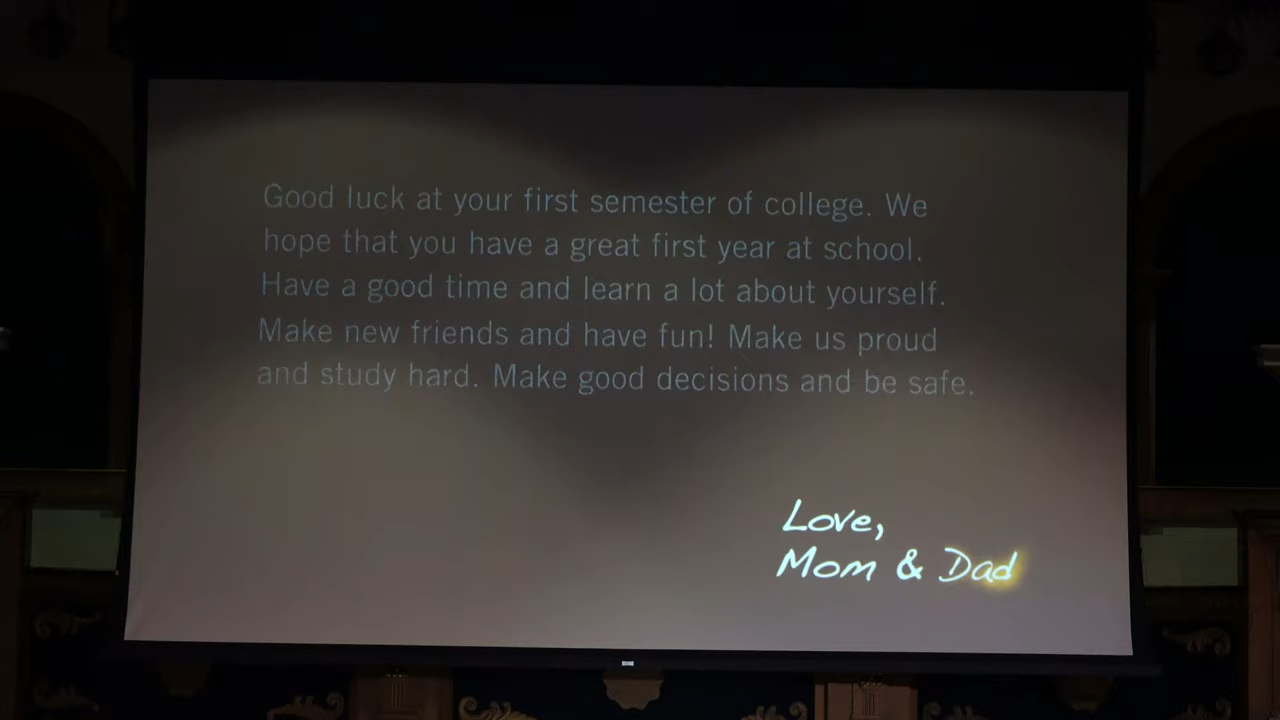 Good luck at your first semester of college. We
hope that you have a great first year at school.
Have a good time and learn a lot about yourself.
Make new friends and have fun! Make us proud
and study hard. Make good decisions and be safe.
Love,
Mom & Dad